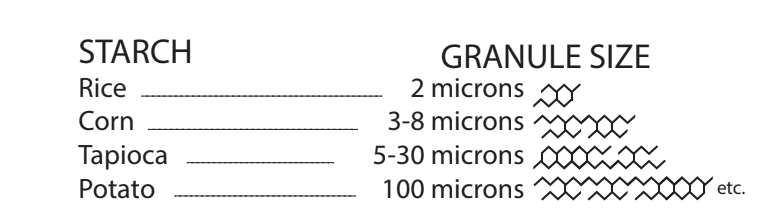 STARCH GRANULE SIZE
Rice 2 microns
Corn 3-8 microns
Tapioca 5-30 microns
Potato 100 microns etc.